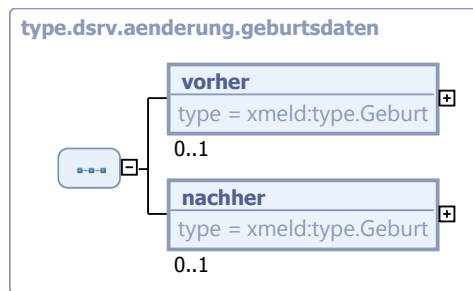 type.dsrv.aenderung.geburtsdaten
vorher
type = xmeld:type.Geburt
0..1
nachher
type = xmeld:type.Geburt
0..1